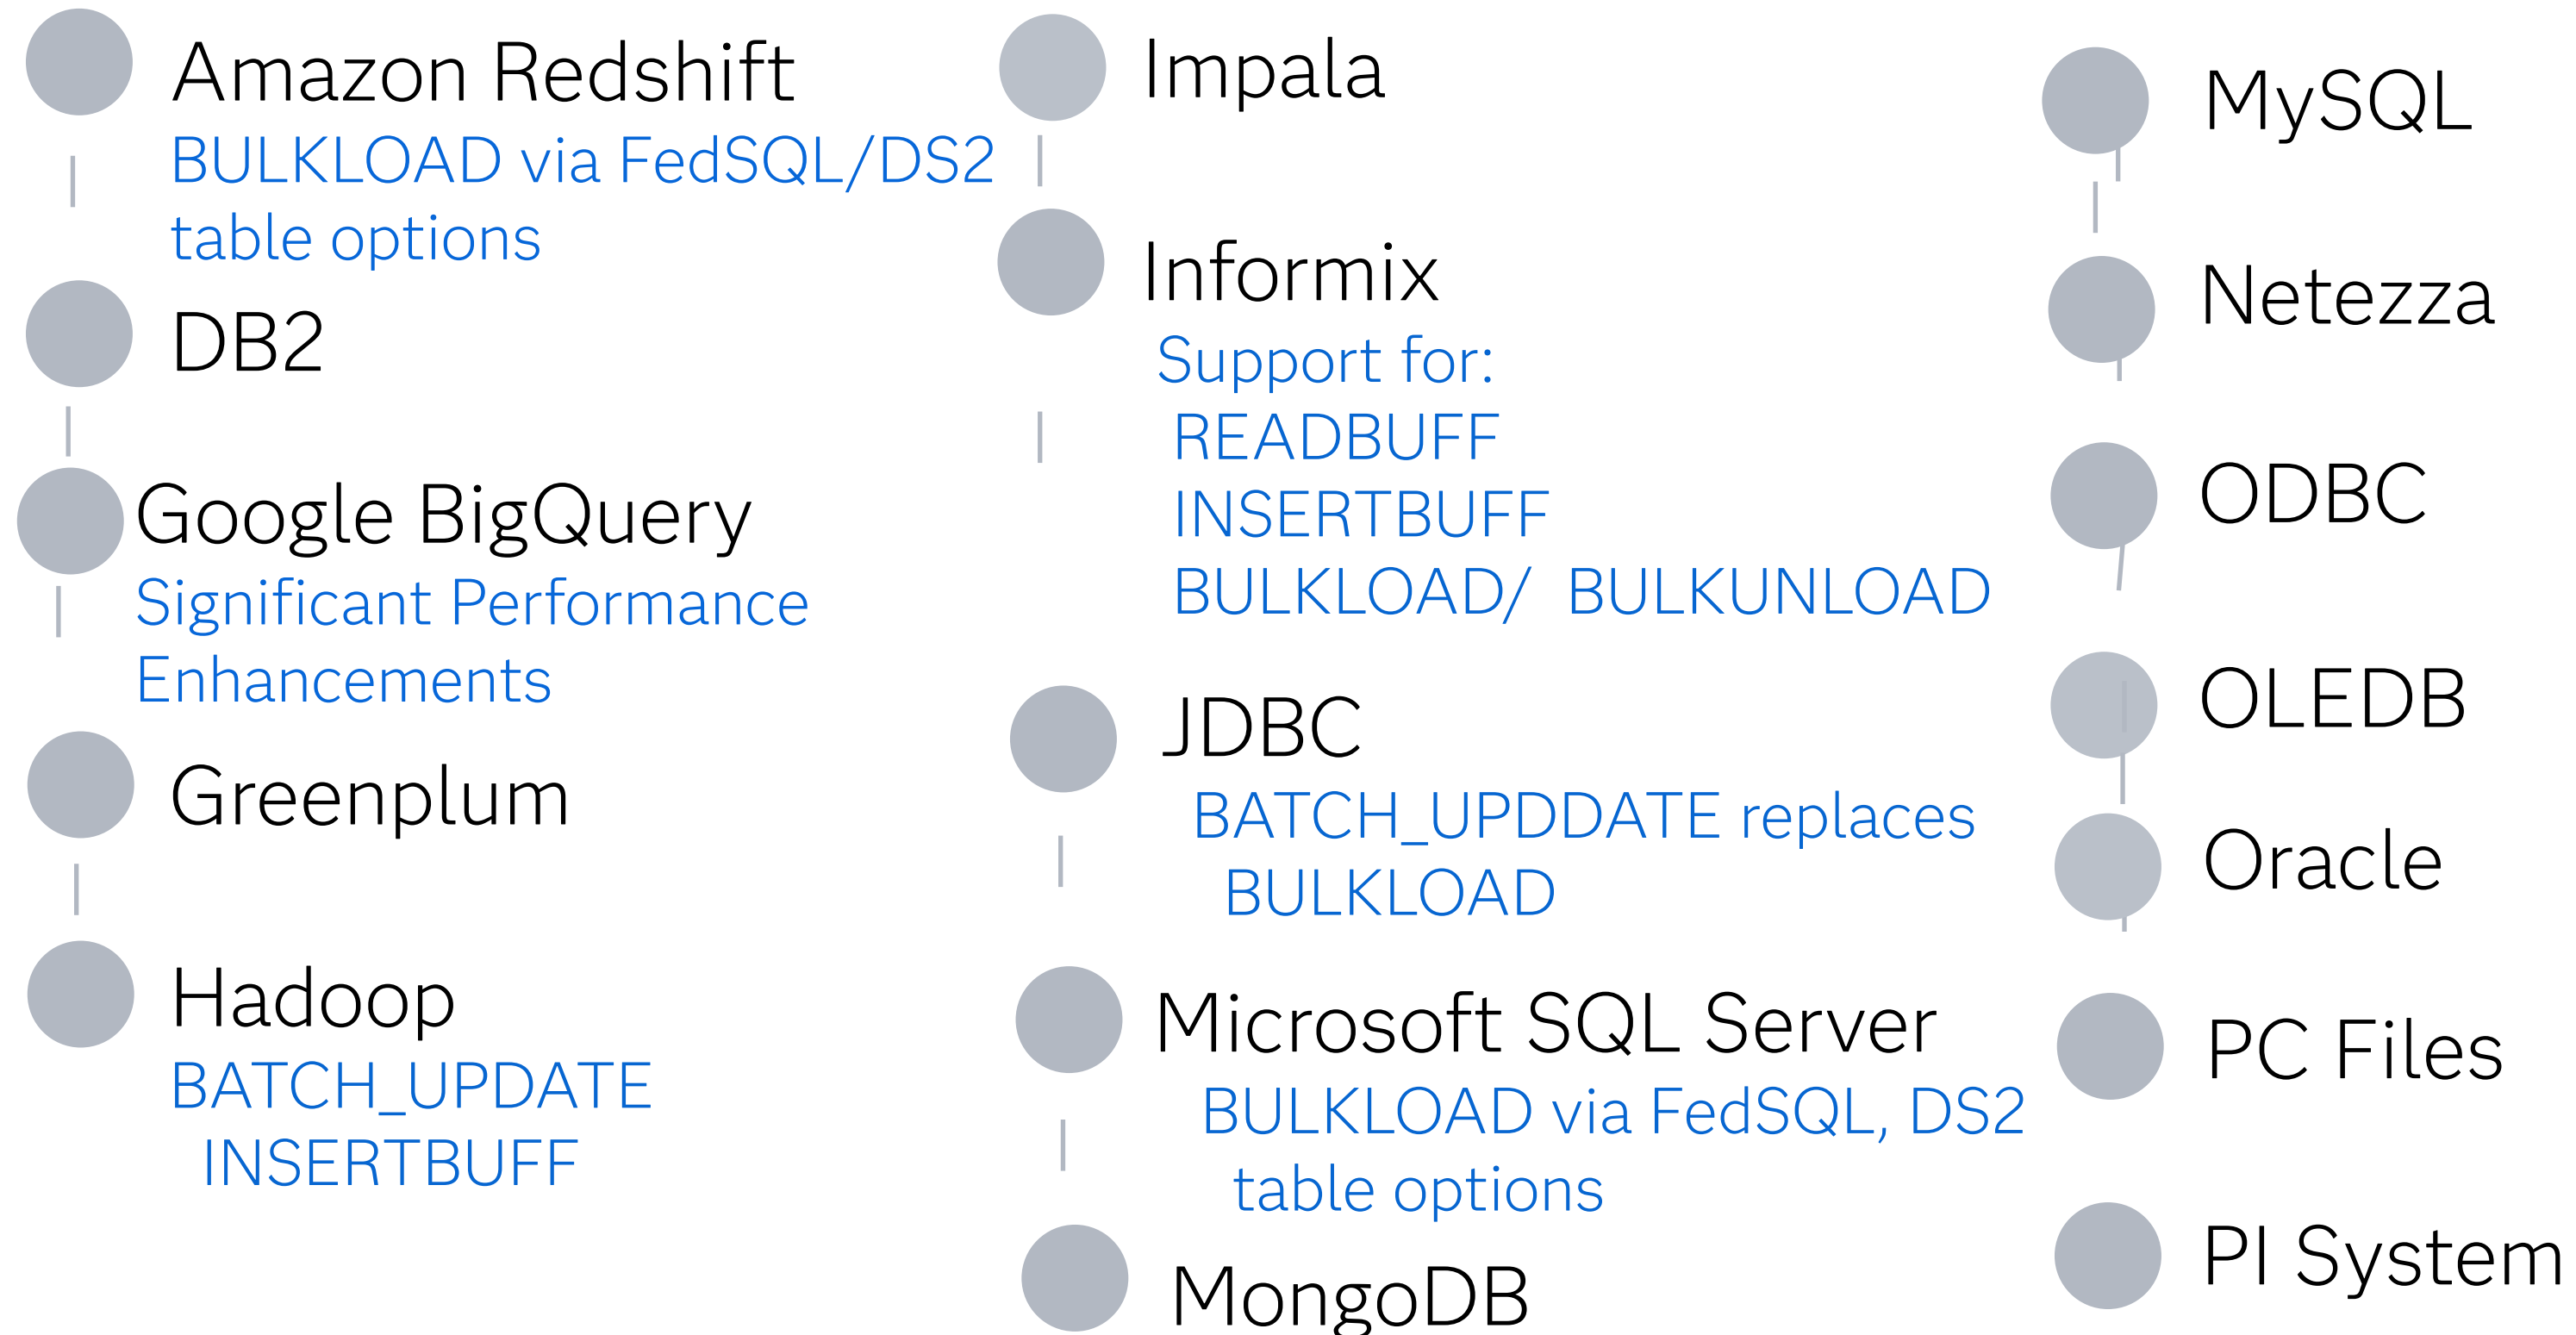 Amazon Redshift
BULKLOAD via FedSQL/DS2
table options
DB2
Google BigQuery
Significant Performance
Enhancements
Greenplum
Hadoop
BATCH_UPDATE
INSERTBUFF
Impala
Informix
Support for:
READBUFF
INSERTBUFF
BULKLOAD/ BULKUNLOAD
JDBC
BATCH_UPDDATE replaces
BULKLOAD
Microsoft SQL Server
BULKLOAD via FedSQL, DS2
table options
MongoDB
MySQL
Netezza
ODBC
OLEDB
Oracle
PC Files
PI System